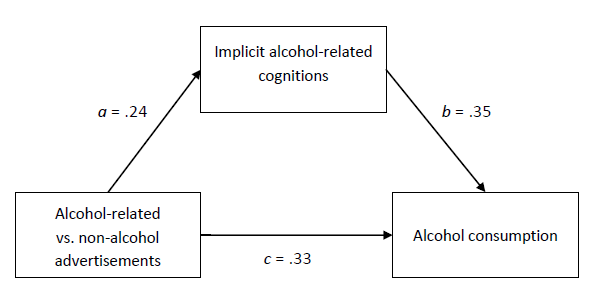 Implicit alcohol-related
cognitions
a = .24
b = .35
Alcohol-related
vs. non-alcohol
advertisements
Alcohol consumption
c = .33